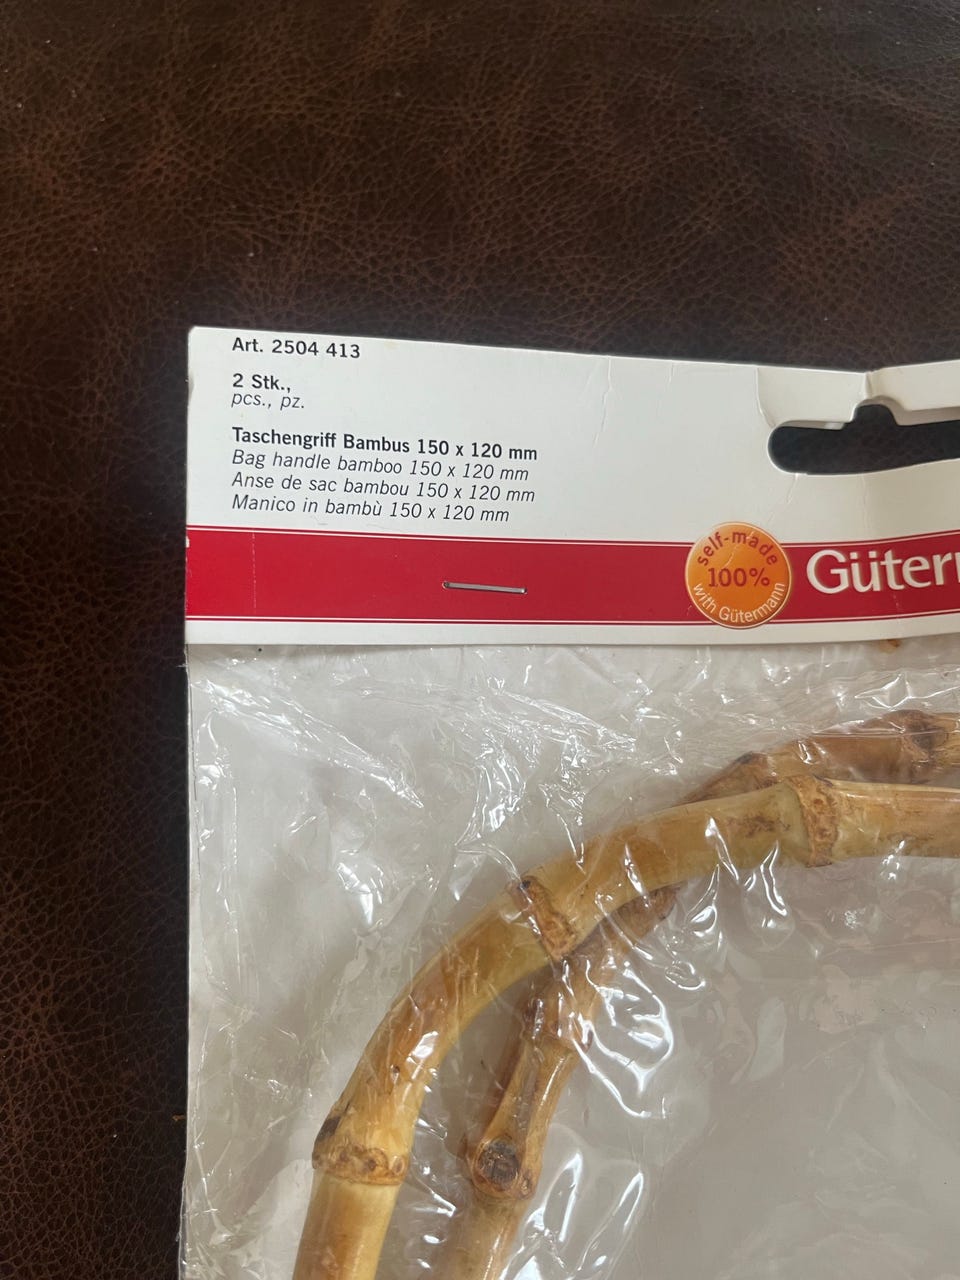 Art. 2504 413
2 Stk.,
pcs., pz.
Taschengriff Bambus 150 x 120 mm
Bag handle bamboo 150 x 120 mm
Anse de sac bambou 150 x 120 mm
Manico in bambù 150 x 120 mm
self-made
100%
with Gütermann
Güter